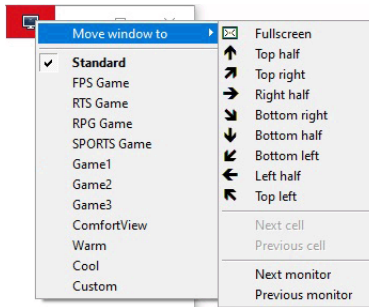 Move window to
Standard
FPS Game
RTS Game
RPG Game
SPORTS Game
Game1
Game2
Game3
ComfortView
Warm
Cool
Custom
Fullscreen
Top half
Top right
Right half
Bottom right
Bottom half
Bottom left
Left half
Top left
Next cell
Previous cell
Next monitor
Previous monitor